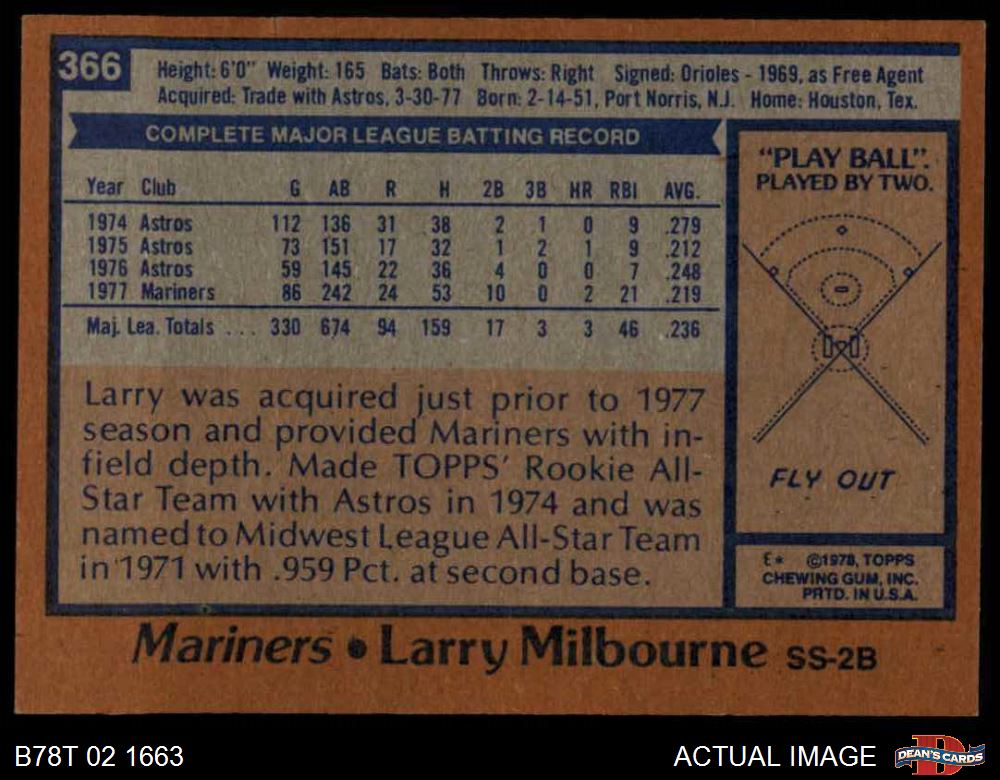 366
Height: 6'0" Weight: 165 Bats: Both Throws: Right Signed: Orioles - 1969, as Free Agent
Acquired: Trade with Astros, 3-30-77 Born: 2-14-51, Port Norris, N.J. Home: Houston, Tex.
COMPLETE MAJOR LEAGUE BATTING RECORD
Year Club G AB R H 2B 3B HR RBI AVG.
1974 Astros 112 136 31 38 2 1 0 9 .279
1975 Astros 73 151 17 32 1 2 1 9 .212
1976 Astros 59 145 22 36 4 0 0 7 .248
1977 Mariners 86 242 24 53 10 0 2 21 .219
Maj. Lea. Totals ... 330 674 94 159 17 3 3 46 .236
Larry was acquired just prior to 1977
season and provided Mariners with in-
field depth. Made TOPPS' Rookie All-
Star Team with Astros in 1974 and was
named to Midwest League All-Star Team
in 1971 with .959 Pct. at second base.
"PLAY BALL".
PLAYED BY TWO.
FLY OUT
E* ©1978, TOPPS
CHEWING GUM, INC.
PRTD. IN U.S.A.
Mariners • Larry Milbourne SS-2B
B78T 02 1663
ACTUAL IMAGE
D
DEAN'S CARDS